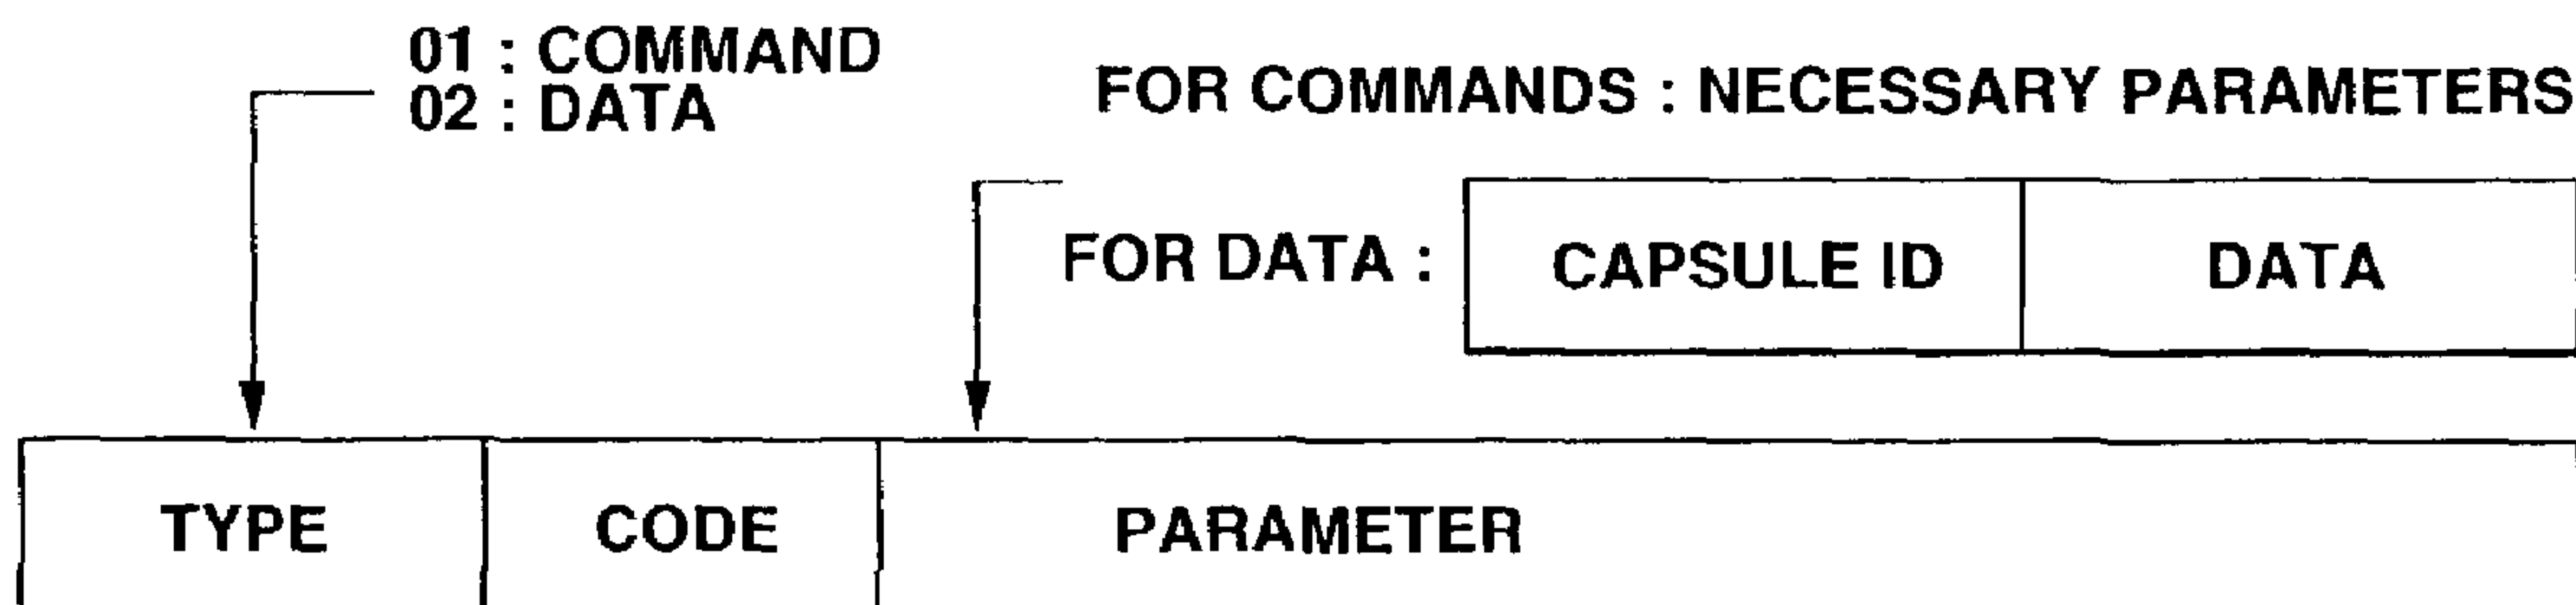 01 : COMMAND
02 : DATA
FOR COMMANDS : NECESSARY PARAMETERS
FOR DATA :
CAPSULE ID
DATA
TYPE
CODE
PARAMETER